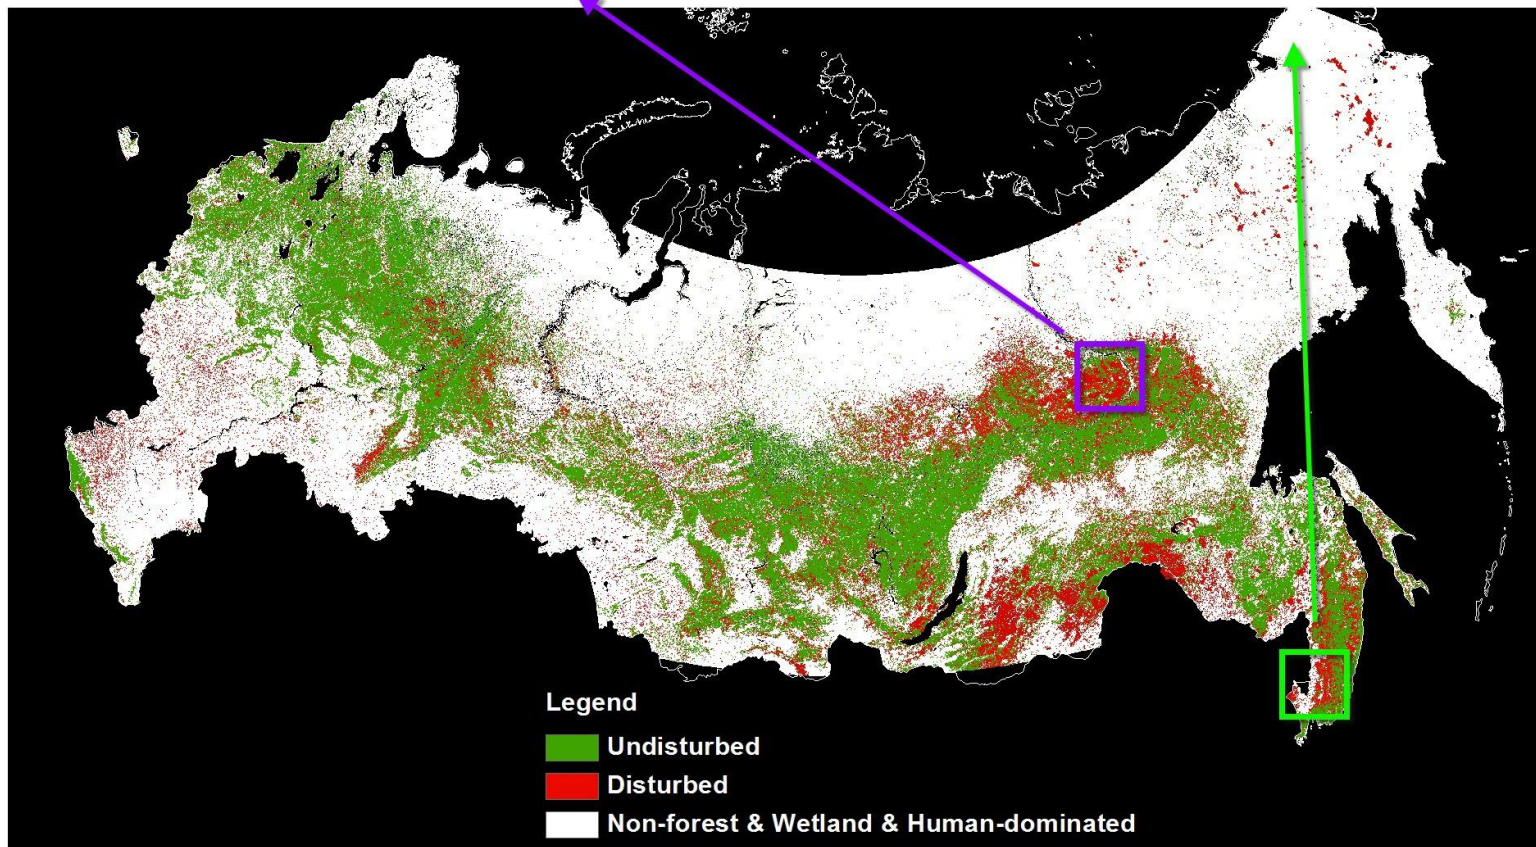 Legend
Undisturbed
Disturbed
Non-forest & Wetland & Human-dominated